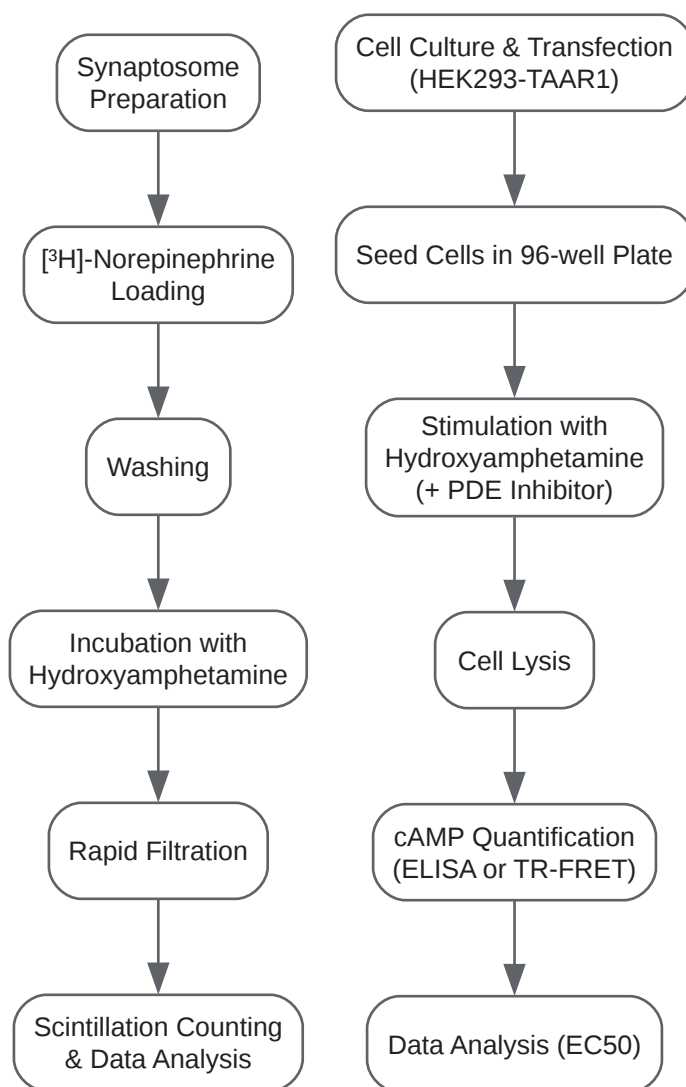 Synaptosome
Preparation
[³H]-Norepinephrine
Loading
Washing
Incubation with
Hydroxyamphetamine
Rapid Filtration
Scintillation Counting
& Data Analysis
Cell Culture & Transfection
(HEK293-TAAR1)
Seed Cells in 96-well Plate
Stimulation with
Hydroxyamphetamine
(+ PDE Inhibitor)
Cell Lysis
cAMP Quantification
(ELISA or TR-FRET)
Data Analysis (EC50)